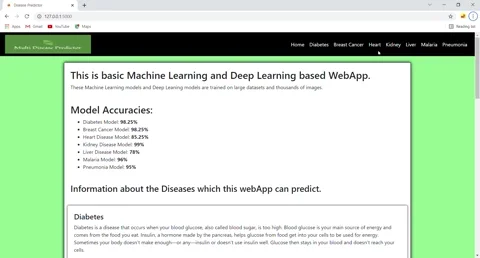 Disease Predictor
127.0.0.1:5000
Apps Gmail YouTube Maps Reading list
Multi Disease Predictor
Home Diabetes Breast Cancer Heart Kidney Liver Malaria Pneumonia
This is basic Machine Learning and Deep Learning based WebApp.
These Machine Learning models and Deep Leaning models are trained on large datasets and thousands of images.
Model Accuracies:
Diabetes Model: 98.25%
Breast Cancer Model: 98.25%
Heart Disease Model: 85.25%
Kidney Disease Model: 99%
Liver Disease Model: 78%
Malaria Model: 96%
Pneumonia Model: 95%
Information about the Diseases which this webApp can predict.
Diabetes
Diabetes is a disease that occurs when your blood glucose, also called blood sugar, is too high. Blood glucose is your main source of energy and
comes from the food you eat. Insulin, a hormone made by the pancreas, helps glucose from food get into your cells to be used for energy.
Sometimes your body doesn't make enough—or any—insulin or doesn't use insulin well. Glucose then stays in your blood and doesn't reach your
cells.